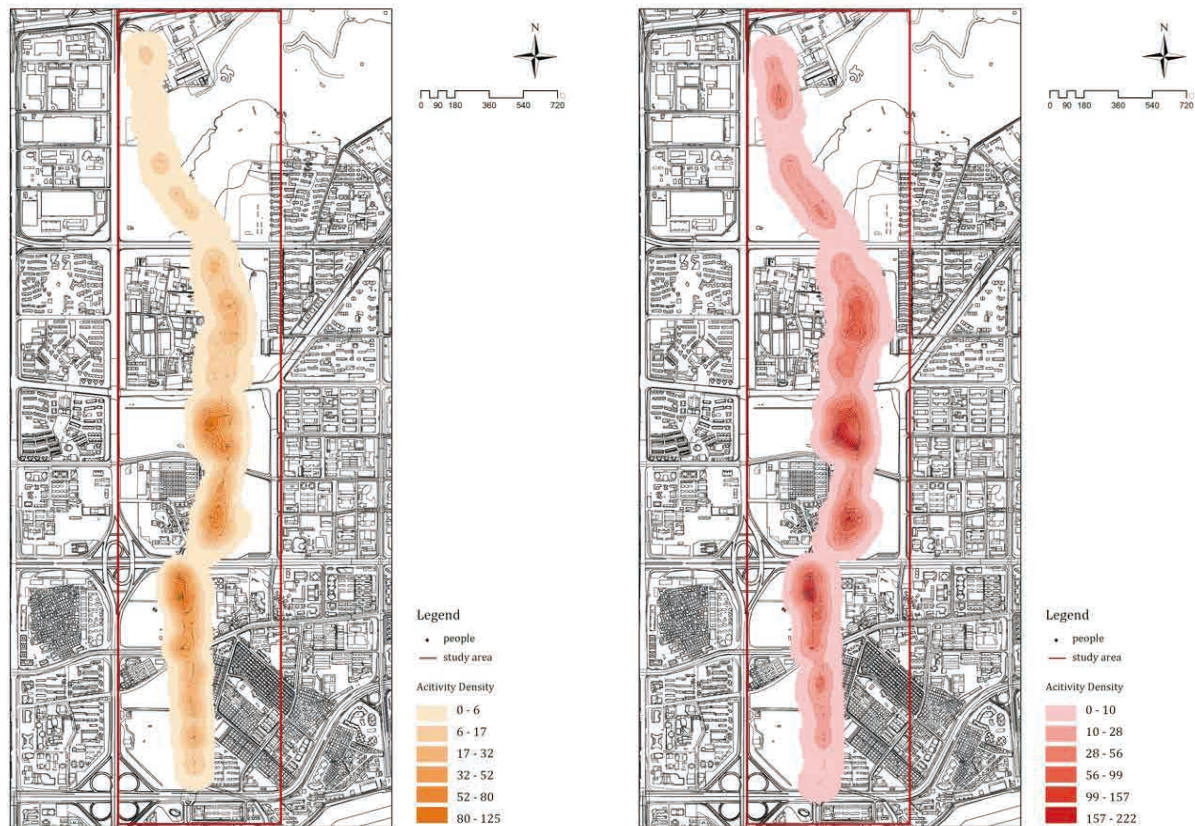 N
0 90 180 360 540 720
Legend
people
study area
Acitivity Density
0 - 6
6 - 17
17 - 32
32 - 52
52 - 80
80 - 125
N
0 90 180 360 540 720
Legend
people
study area
Acitivity Density
0 - 10
10 - 28
28 - 56
56 - 99
99 - 157
157 - 222